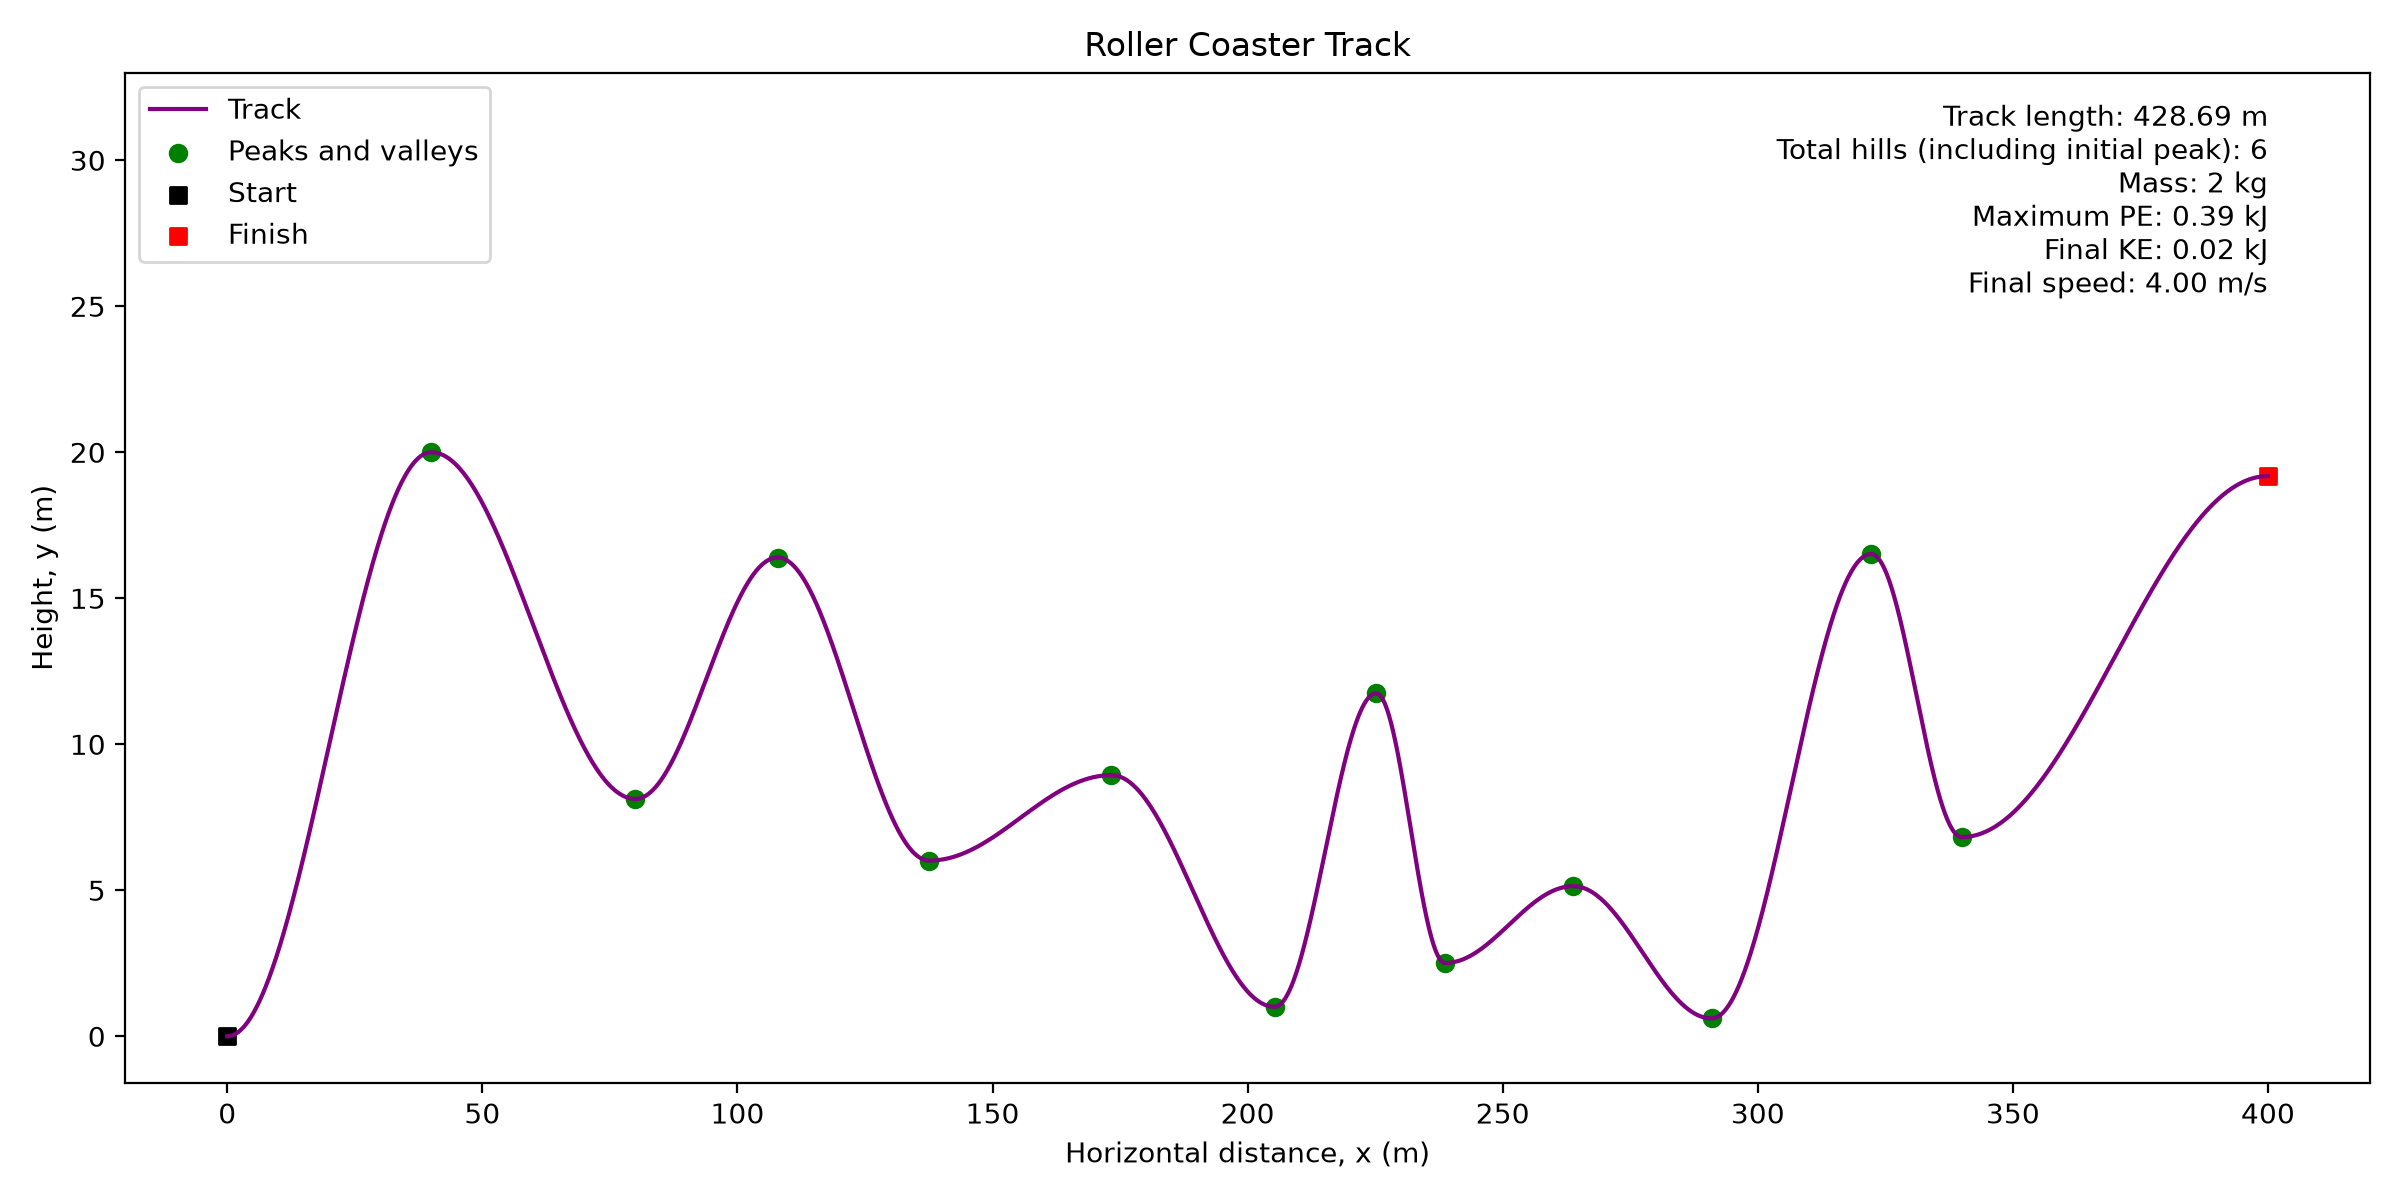 Roller Coaster Track
Track
Peaks and valleys
Start
Finish
Track length: 428.69 m
Total hills (including initial peak): 6
Mass: 2 kg
Maximum PE: 0.39 kJ
Final KE: 0.02 kJ
Final speed: 4.00 m/s
Height, y (m)
30
25
20
15
10
5
0
0 50 100 150 200 250 300 350 400
Horizontal distance, x (m)